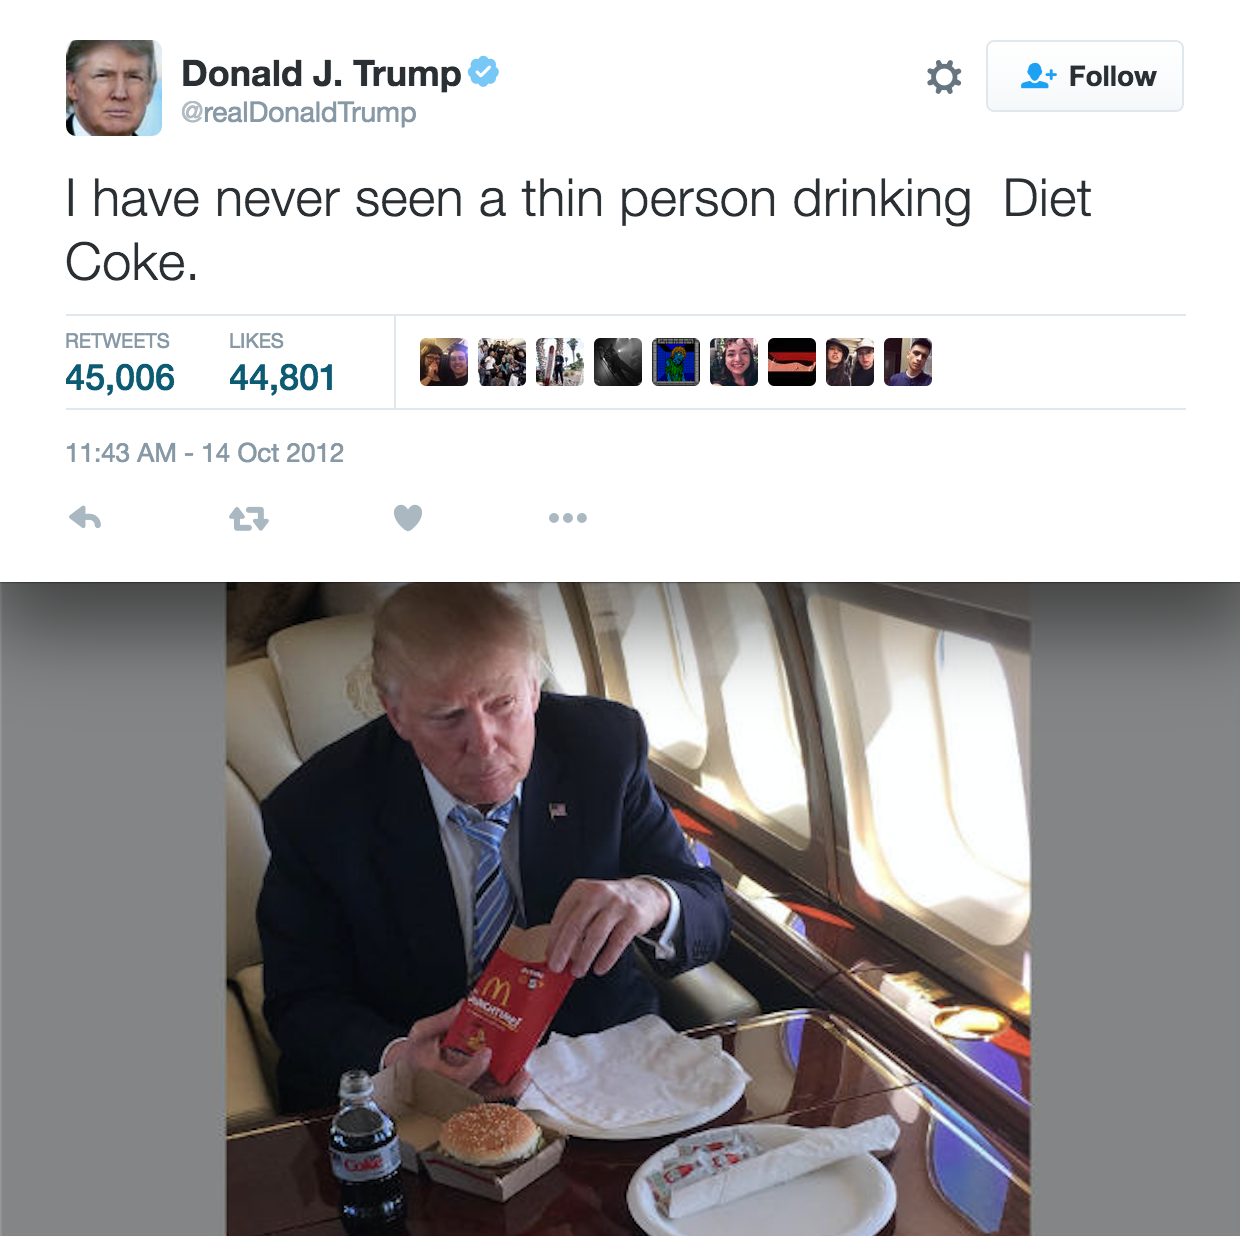 Donald J. Trump
@realDonaldTrump
Follow
I have never seen a thin person drinking  Diet
Coke.
RETWEETS LIKES
45,006 44,801
11:43 AM - 14 Oct 2012
Coke